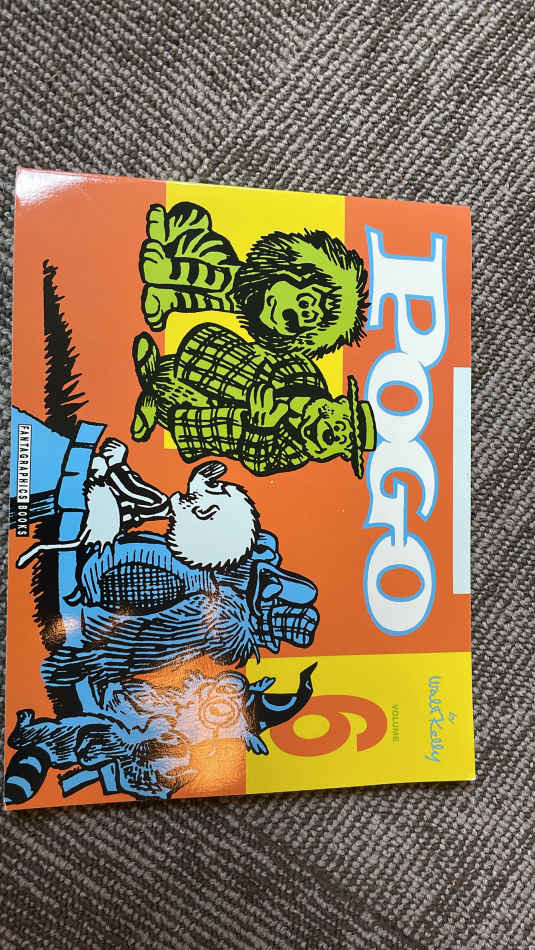 POGO
by
Walt Kelly
VOLUME
6
FANTAGRAPHICS BOOKS